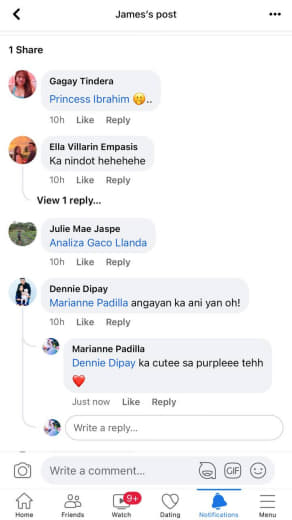 James's post
1 Share
Gagay Tindera
Princess Ibrahim 🤭..
10h Like Reply
Ella Villarin Empasis
Ka nindot hehehehe
10h Like Reply
View 1 reply...
Julie Mae Jaspe
Analiza Gaco Llanda
10h Like Reply
Dennie Dipay
Marianne Padilla angayan ka ani yan oh!
10h Like Reply
Marianne Padilla
Dennie Dipay ka cutee sa purpleee tehh
❤️
Just now Like Reply
Write a reply...
Write a comment...
GIF
9+
Home Friends Watch Dating Notifications Menu